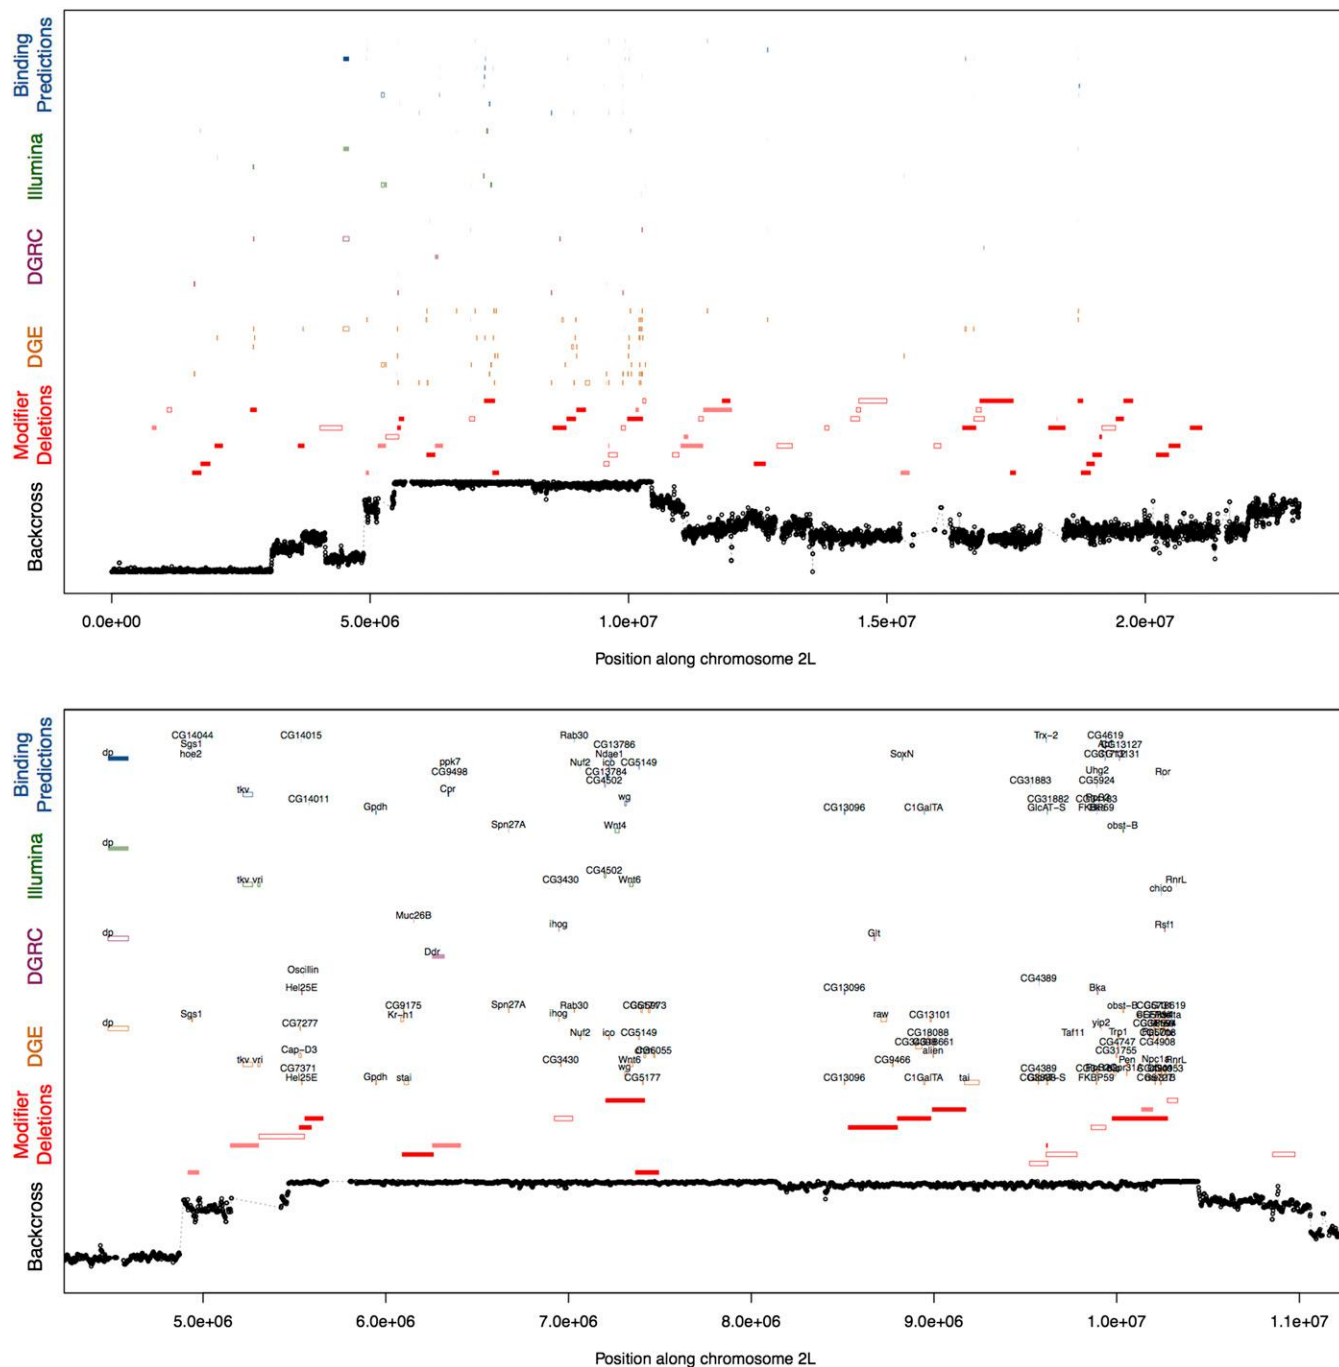 Binding
Predictions
Illumina
DGRC
DGE
Modifier
Deletions
Backcross
0.0e+00 5.0e+06 1.0e+07 1.5e+07 2.0e+07
Position along chromosome 2L
Binding
Predictions
CG14044 CG14015 Rab30 Trx-2 CG4619
Sgs1 CG13786 CG13127
dp hoe2 Ndae1 SoxN
ppk7 Nuf2 ico CG5149
CG9498 CG13784 Uhg2 Ror
CG4502 CG31883 CG5924
tkv Cpr
CG14011 wg CG31882
Gpdh CG13096 C1GalTA GlcAT-S FKBP59
Illumina
Spn27A Wnt4 obst-B
dp
CG4502
tkv vri CG3430 Wnt6 RnrL
chico
DGRC
Muc26B
ihog Rsf1
dp Glt
Ddr
Oscillin
CG4389
Hel25E CG13096 Bka
DGE
CG9175 Spn27A Rab30 obst-B
Sgs1 Kr-h1 ihog raw CG13101
dp CG7277 yip2
Nuf2 ico CG5149 CG18088 Taf11 Trp1
CG4747 CG4908
Cap-D3 alien CG31755
tkv vri CG3430 Wnt6 CG9466 Pen Npc1a RnrL
CG7371 wg CG4389
Hel25E Gpdh stai CG5177 CG13096 C1GalTA tai FKBP59
Modifier
Deletions
Backcross
5.0e+06 6.0e+06 7.0e+06 8.0e+06 9.0e+06 1.0e+07 1.1e+07
Position along chromosome 2L